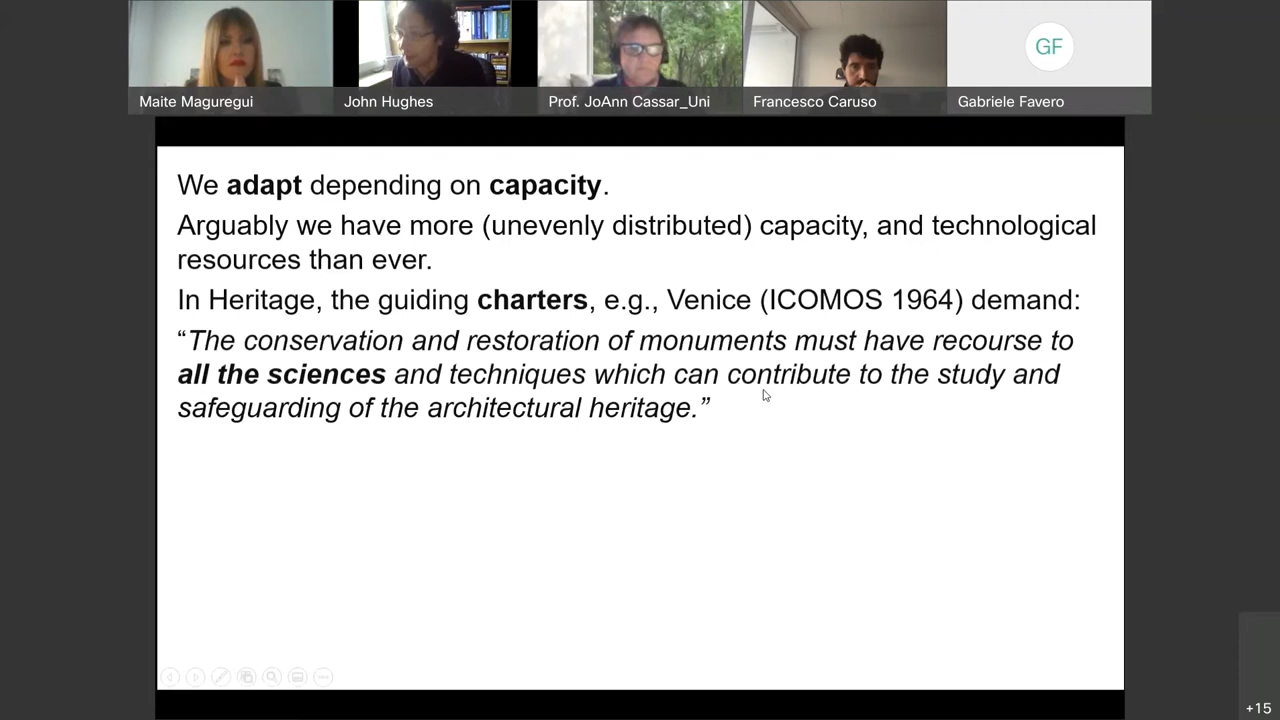 GF
Maite Maguregui
John Hughes
Prof. JoAnn Cassar_Uni
Francesco Caruso
Gabriele Favero
We adapt depending on capacity.
Arguably we have more (unevenly distributed) capacity, and technological
resources than ever.
In Heritage, the guiding charters, e.g., Venice (ICOMOS 1964) demand:
“The conservation and restoration of monuments must have recourse to
all the sciences and techniques which can contribute to the study and
safeguarding of the architectural heritage.”
+15